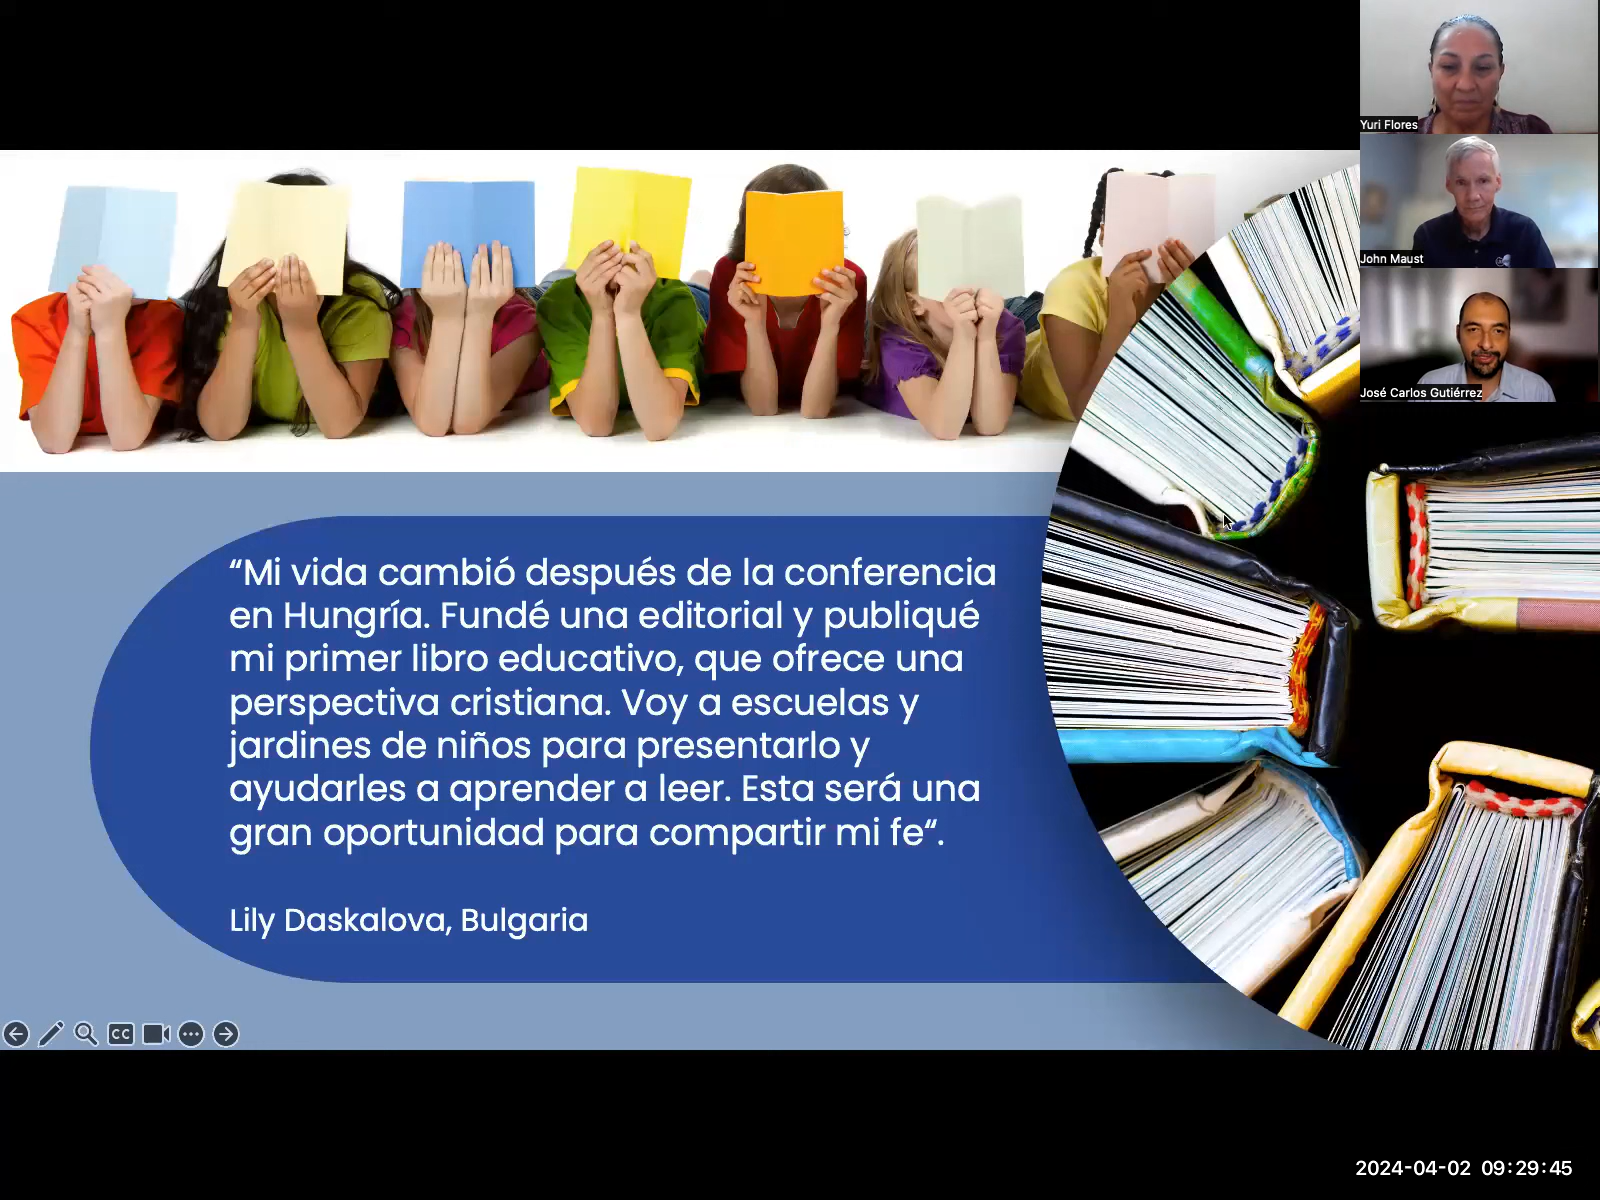 Yuri Flores
John Maust
José Carlos Gutiérrez
“Mi vida cambió después de la conferencia
en Hungría. Fundé una editorial y publiqué
mi primer libro educativo, que ofrece una
perspectiva cristiana. Voy a escuelas y
jardines de niños para presentarlo y
ayudarles a aprender a leer. Esta será una
gran oportunidad para compartir mi fe“.
Lily Daskalova, Bulgaria
CC
2024-04-02 09:29:45